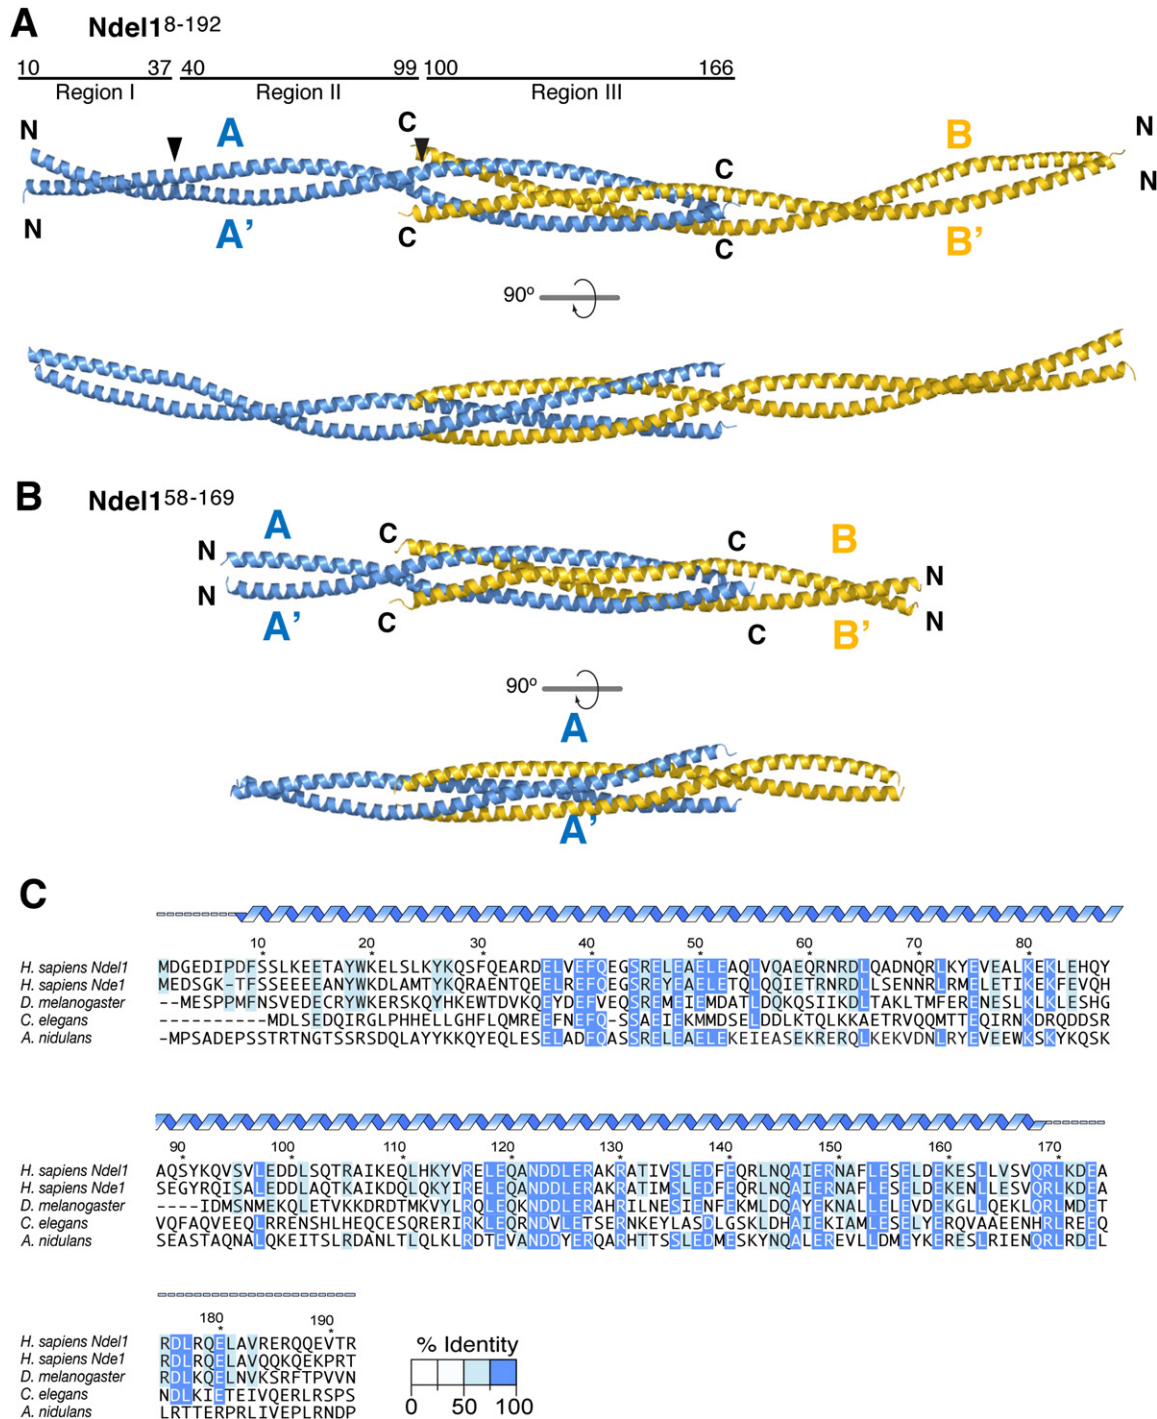 A Ndel1 8-192
10 37 40 99 100 166
Region I Region II Region III
N A C B N
C
N A’ C C B’ N
90º
B Ndel1 58-169
A C C B
N N
N A’ C C B’ N
90º
A
A’
C
10 20 30 40 50 60 70 80
H. sapiens Ndel1 MDGEDIPDFSSLKEETAYWKELSLKYKQSFQEARDELVEFQEGSRELEAELEAQLVQAEQRNRDLQADNQRLKYEVEALKEKLEHQY
H. sapiens Nde1 MEDSGK-TFSSEEEEANYWKDLAMTYKQRAENTQEELREFQEGSREYEAELETQLQQIETRNRDLLSENNRLRMELETIKEKFEVQH
D. melanogaster --MESPPMFNSVEDECRYWKERSKQYHKEWTDVKQEYDEFVEQSREMEIEMDATLDQKQSIIKDLTAKLTMFERENESLKLKLESHG
C. elegans ----------MDLSEDQIRGLPHHELLGHFLQMREEFNEFQ-SSAEIEKMMDSELDDLKTQLKKAETRVQQMTTEQIRNKDRQDDSR
A. nidulans -MPSADEPSSTRTNGTSSRSDQLAYYKKQYEQLESELADFQASSRELEAELEKEIEASEKRERQLKEKVDNLRYEVEEWKSKYKQSK
90 100 110 120 130 140 150 160 170
H. sapiens Ndel1 AQSYKQVSVLEDDLSQTRAIKEQLHKYVRELEQANDDLERAKRATIVSLEDFEQRLNQAIERNAFLESELDEKESLLVSVQRLKDEA
H. sapiens Nde1 SEGYRQISALEDDLAQTKAIKDQLQKYIRELEQANDDLERAKRATIMSLEDFEQRLNQAIERNAFLESELDEKENLLESVQRLKDEA
D. melanogaster ----IDMSNMEKQLETVKKDRDTMKVYLRQLEQANDDLERAHRILNESIENFEKMLDQAYEKNALLELEVDEKGLLQEKLQRLMDET
C. elegans VQFAQVEEQLRRENSHLHEQCESQRERIRKLEQRNDVLETSERNKEYLASDLGSKLDHAIEKIAMLESELYERQVAAEENHRLREEQ
A. nidulans SEASTAQNALQKEITSLRDANLTLQLKLRDTEVANDDYERQARHTTSSLEDMESKYNQALEREVLLDMEYKERESLRIENQRLRDEL
180 190
H. sapiens Ndel1 RDLRQELAVRERQQEVTR
H. sapiens Nde1 RDLRQELAVQQKQEKPRT
D. melanogaster RDLKQELNVKSRFTPVVN
C. elegans NDLKIETEIVQERLRSPS
A. nidulans LRTTERPRLIVEPLRNDP
% Identity
0 50 100